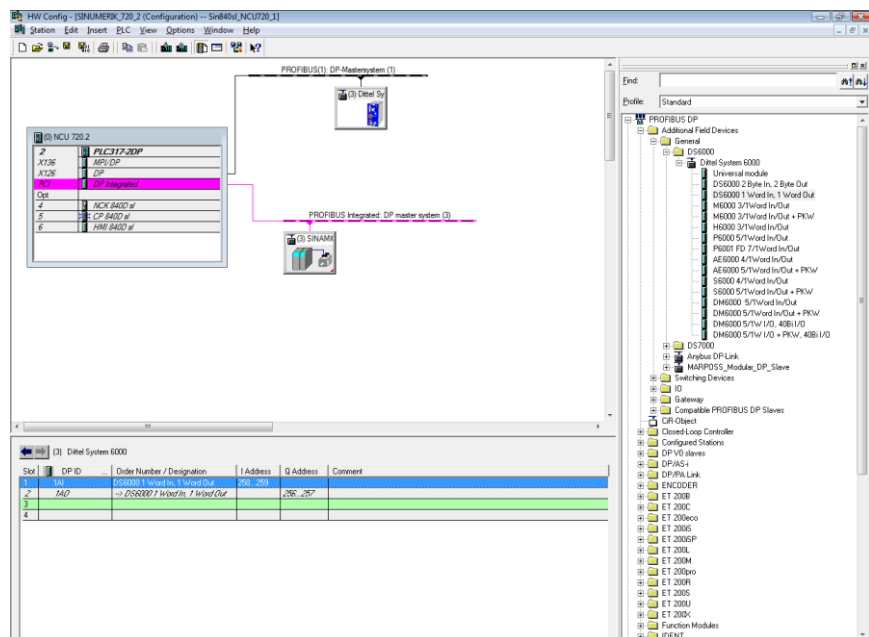 HW Config - [SINUMERIK_720_2 (Configuration) -- Sin840sl_NCU720_1]
Station Edit Insert PLC View Options Window Help
PROFIBUS(1): DP-Mastersystem (1)
(3) Dittel Sy
(0) NCU 720.2
2 PLC317-2DP
X136 MPI/DP
X126 DP
PCI DP Integrated
Opt
4 NCK 840D sl
5 CP 840D sl
6 HMI 840D sl
PROFIBUS Integrated: DP master system (3)
(3) SINAMI
Find:
Profile: Standard
PROFIBUS DP
Additional Field Devices
General
DS6000
Dittel System 6000
Universal module
DS6000 2 Byte In, 2 Byte Out
DS6000 1 Word In, 1 Word Out
M6000 3/1Word In/Out
M6000 3/1Word In/Out + PKW
H6000 3/1Word In/Out
P6000 5/1Word In/Out
P6001 FD 7/1Word In/Out
AE6000 4/1Word In/Out
AE6000 5/1Word In/Out + PKW
S6000 4/1Word In/Out
S6000 5/1Word In/Out + PKW
DM6000 5/1Word In/Out
DM6000 5/1Word In/Out + PKW
DM6000 5/1W I/O, 40Bi I/O
DM6000 5/1W I/O + PKW, 40Bi I/O
DS7000
Anybus DP-Link
MARPOSS_Modular_DP_Slave
Switching Devices
IO
Gateway
Compatible PROFIBUS DP Slaves
CiR-Object
Closed-Loop Controller
Configured Stations
DP V0 slaves
DP/AS-i
DP/PA Link
ENCODER
ET 200B
ET 200C
ET 200eco
ET 200iS
ET 200iSP
ET 200L
ET 200M
ET 200pro
ET 200R
ET 200S
ET 200U
ET 200X
Function Modules
IDENT
(3) Dittel System 6000
Slot DP ID ... Order Number / Designation I Address Q Address Comment
1 1AI DS6000 1 Word In, 1 Word Out 258...259
2 1AO --> DS6000 1 Word In, 1 Word Out 256...257
3
4